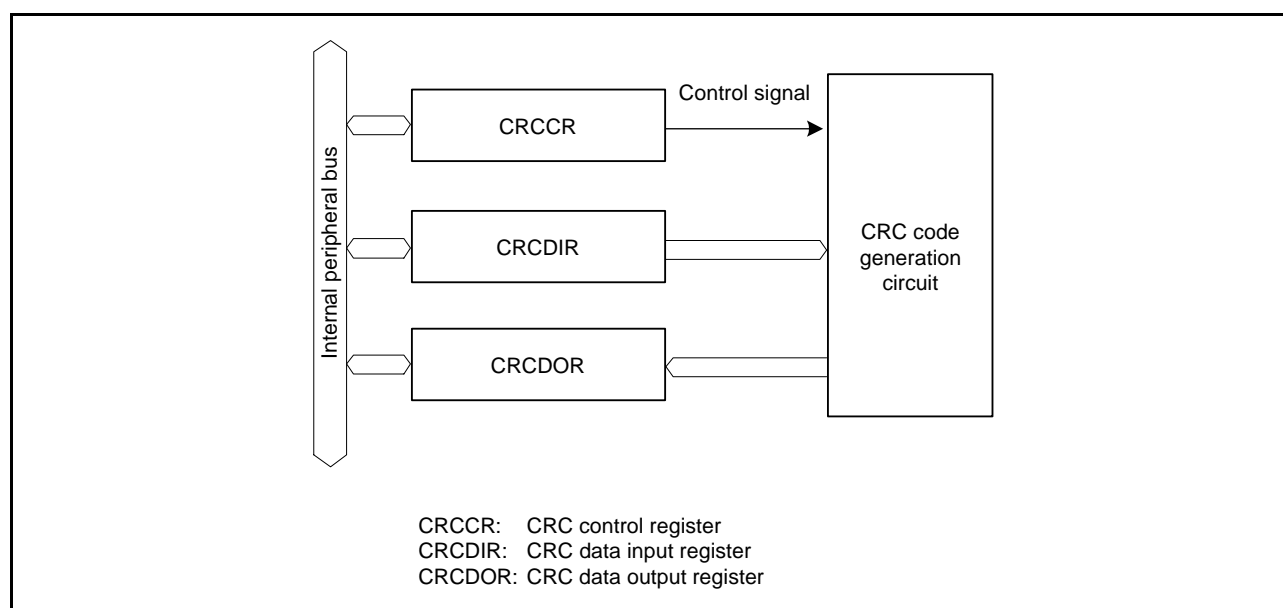 Control signal
CRCCR
Internal peripheral bus
CRCDIR
CRC code
generation
circuit
CRCDOR
CRCCR: CRC control register
CRCDIR: CRC data input register
CRCDOR: CRC data output register